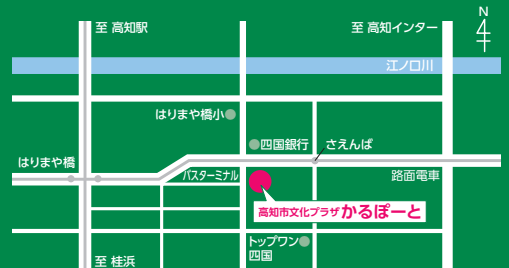 N
至 高知駅
至 高知インター
江ノ口川
はりまや橋小
四国銀行
さえんば
はりまや橋
バスターミナル
路面電車
高知市文化プラザ かるぽーと
トップワン
四国
至 桂浜